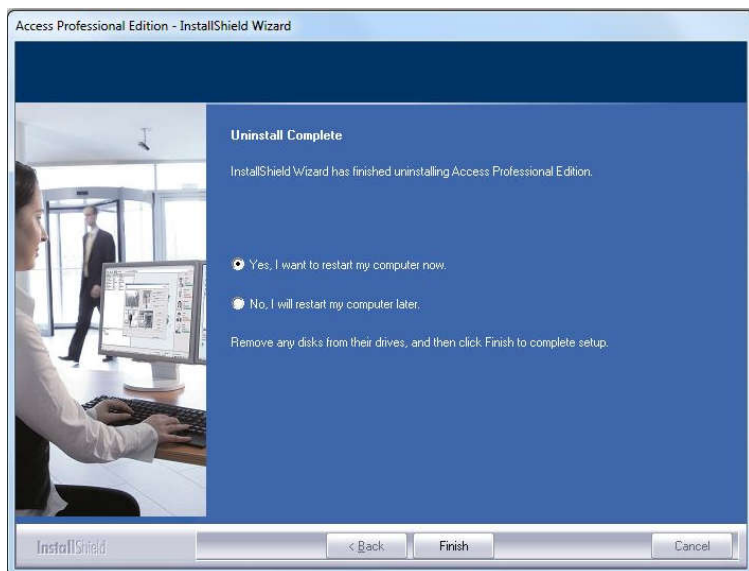 Access Professional Edition - InstallShield Wizard
Uninstall Complete
InstallShield Wizard has finished uninstalling Access Professional Edition.
Yes, I want to restart my computer now.
No, I will restart my computer later.
Remove any disks from their drives, and then click Finish to complete setup.
InstallShield
< Back
Finish
Cancel